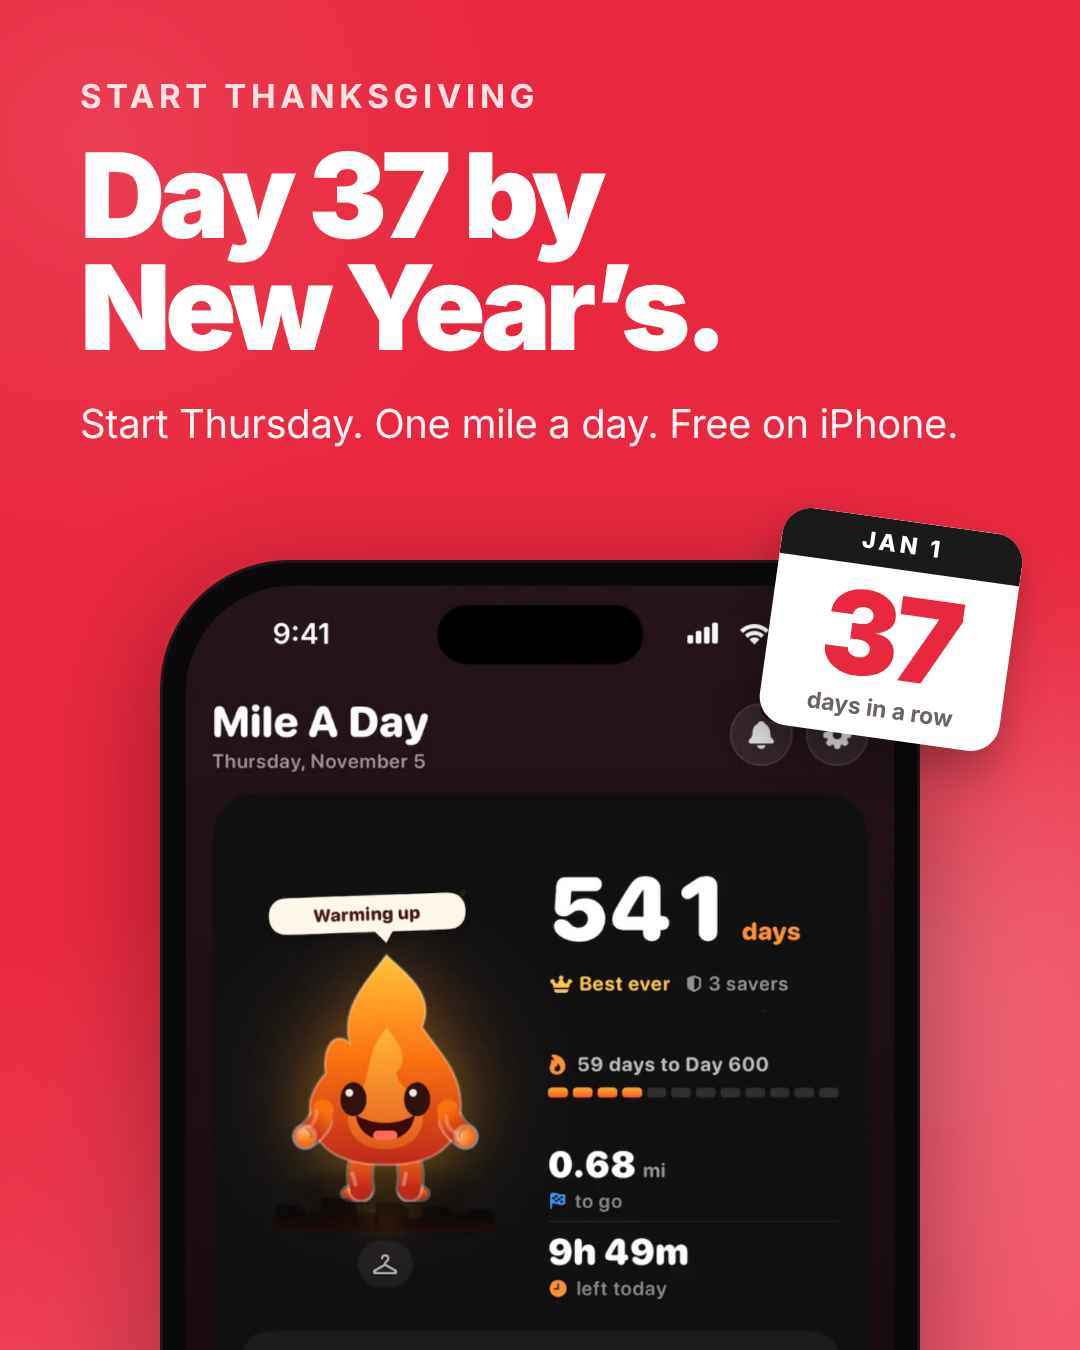 START THANKSGIVING
Day 37 by
New Year’s.
Start Thursday. One mile a day. Free on iPhone.
JAN 1
37
days in a row
9:41
Mile A Day
Thursday, November 5
Warming up
541 days
Best ever 3 savers
59 days to Day 600
0.68 mi
to go
9h 49m
left today